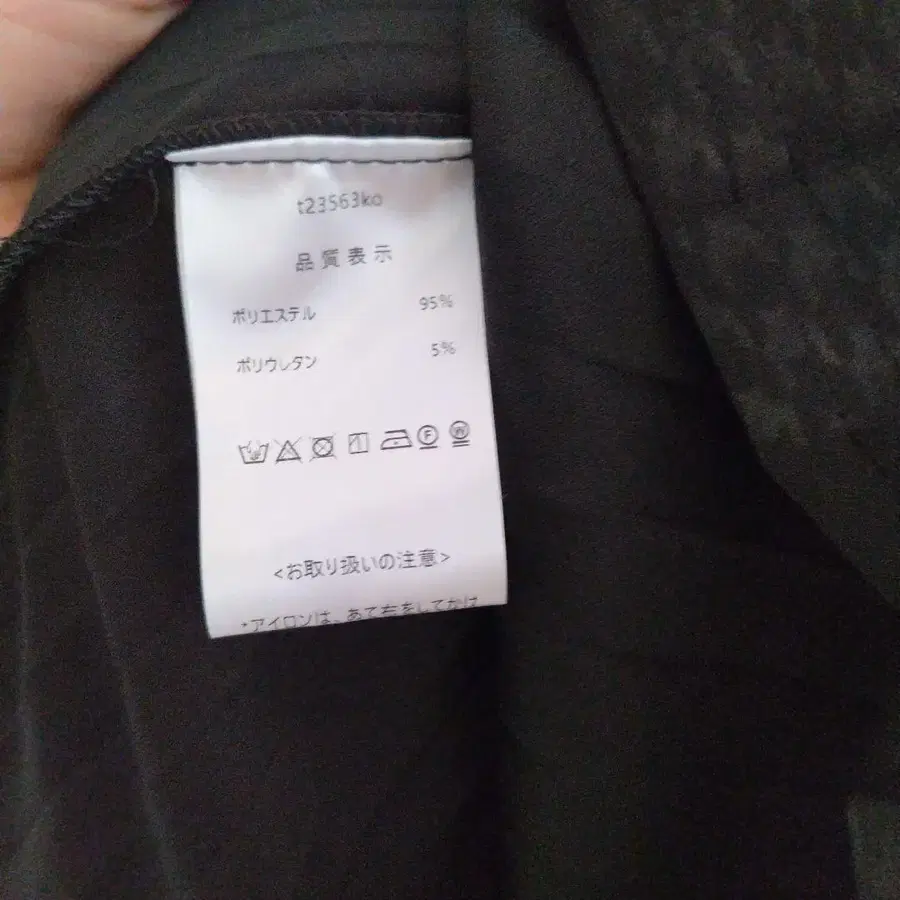 t23563ko
品質表示
ポリエステル 95%
ポリウレタン 5%
F W
<お取り扱いの注意>
*アイロンは、あて布をしてかけ